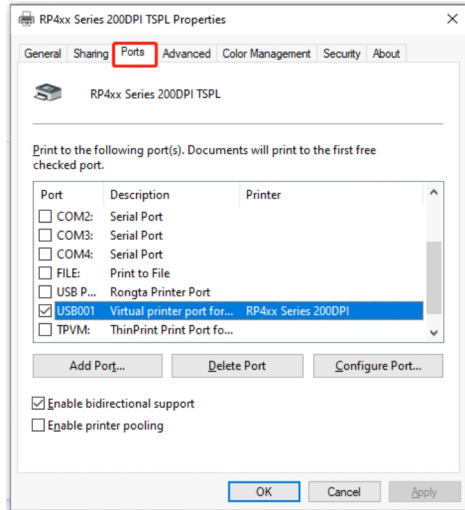 RP4xx Series 200DPI TSPL Properties
General Sharing Ports Advanced Color Management Security About
RP4xx Series 200DPI TSPL
Print to the following port(s). Documents will print to the first free
checked port.
Port Description Printer
COM2: Serial Port
COM3: Serial Port
COM4: Serial Port
FILE: Print to File
USB P... Rongta Printer Port
USB001 Virtual printer port for... RP4xx Series 200DPI
TPVM: ThinPrint Print Port fo...
Add Port... Delete Port Configure Port...
Enable bidirectional support
Enable printer pooling
OK Cancel Apply